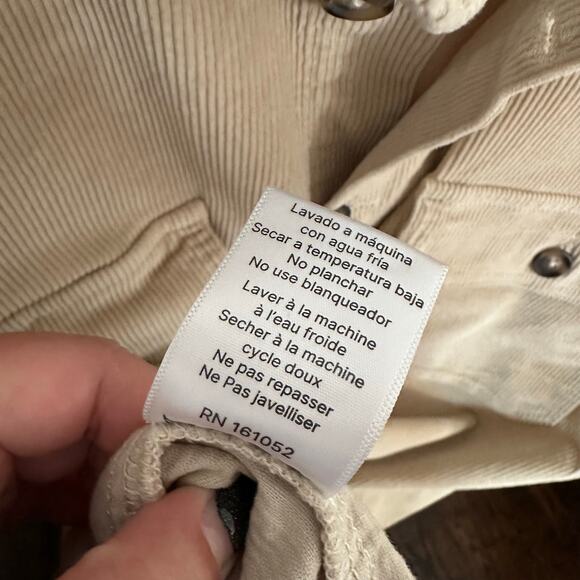 Lavado a máquina
con agua fría
Secar a temperatura baja
No planchar
No use blanqueador
Laver à la machine
à l'eau froide
Secher à la machine
cycle doux
Ne pas repasser
Ne Pas javelliser
RN 161052